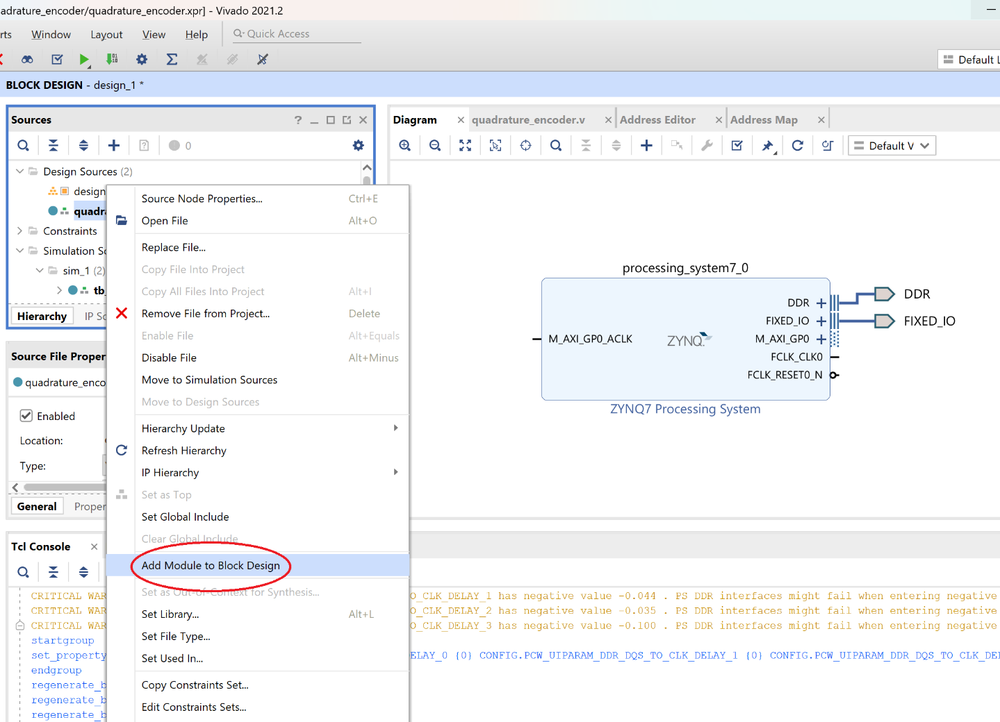 adrature_encoder/quadrature_encoder.xpr] - Vivado 2021.2
rts Window Layout View Help Quick Access
Default L
BLOCK DESIGN - design_1 *
Sources
0
Design Sources (2)
design
quadra
Constraints
Simulation So
sim_1 (2)
tb_
Hierarchy IP So
Source File Proper
quadrature_enco
Enabled
Location:
Type:
General Proper
Source Node Properties... Ctrl+E
Open File Alt+O
Replace File...
Copy File Into Project
Copy All Files Into Project Alt+I
Remove File from Project... Delete
Enable File Alt+Equals
Disable File Alt+Minus
Move to Simulation Sources
Move to Design Sources
Hierarchy Update
Refresh Hierarchy
IP Hierarchy
Set as Top
Set Global Include
Clear Global Include
Add Module to Block Design
Set as Out-of-Context for Synthesis...
Set Library... Alt+L
Set File Type...
Set Used In...
Copy Constraints Set...
Edit Constraints Sets...
Diagram quadrature_encoder.v Address Editor Address Map
Default V
processing_system7_0
DDR
FIXED_IO
M_AXI_GP0_ACLK
ZYNQ.
M_AXI_GP0
FCLK_CLK0
FCLK_RESET0_N
DDR
FIXED_IO
ZYNQ7 Processing System
Tcl Console
CRITICAL WAR O_CLK_DELAY_1 has negative value -0.044 . PS DDR interfaces might fail when entering negative
CRITICAL WAR O_CLK_DELAY_2 has negative value -0.035 . PS DDR interfaces might fail when entering negative
CRITICAL WAR O_CLK_DELAY_3 has negative value -0.100 . PS DDR interfaces might fail when entering negative
startgroup
set_property ELAY_0 {0} CONFIG.PCW_UIPARAM_DDR_DQS_TO_CLK_DELAY_1 {0} CONFIG.PCW_UIPARAM_DDR_DQS_TO_CLK_DE
endgroup
regenerate_b
regenerate_b
regenerate_b